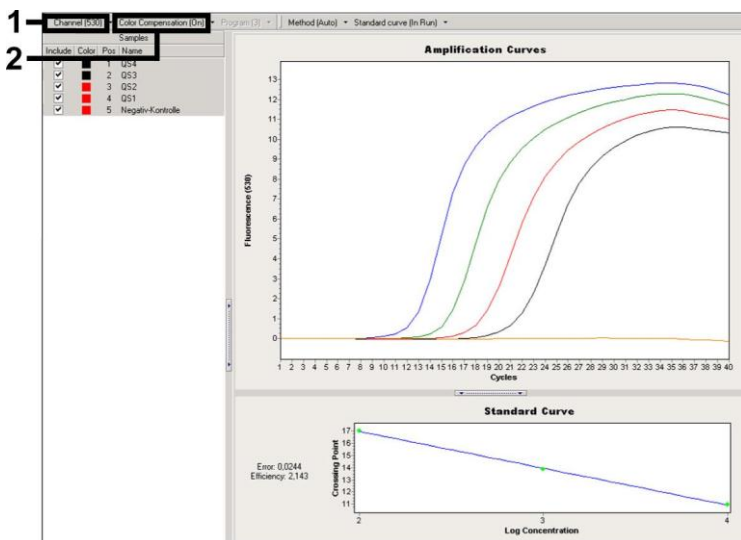 1
Channel (530) Color Compensation (On) Program (3) Method (Auto) Standard curve (In Run)
2
Samples
Include Color Pos Name
1 QS4
2 QS3
3 QS2
4 QS1
5 Negativ-Kontrolle
Amplification Curves
Fluorescence (530)
13
12
11
10
9
8
7
6
5
4
3
2
1
0
1 2 3 4 5 6 7 8 9 10 11 12 13 14 15 16 17 18 19 20 21 22 23 24 25 26 27 28 29 30 31 32 33 34 35 36 37 38 39 40
Cycles
Standard Curve
Error: 0,0244
Efficiency: 2,143
Crossing Point
17
16
15
14
13
12
11
2 3 4
Log Concentration